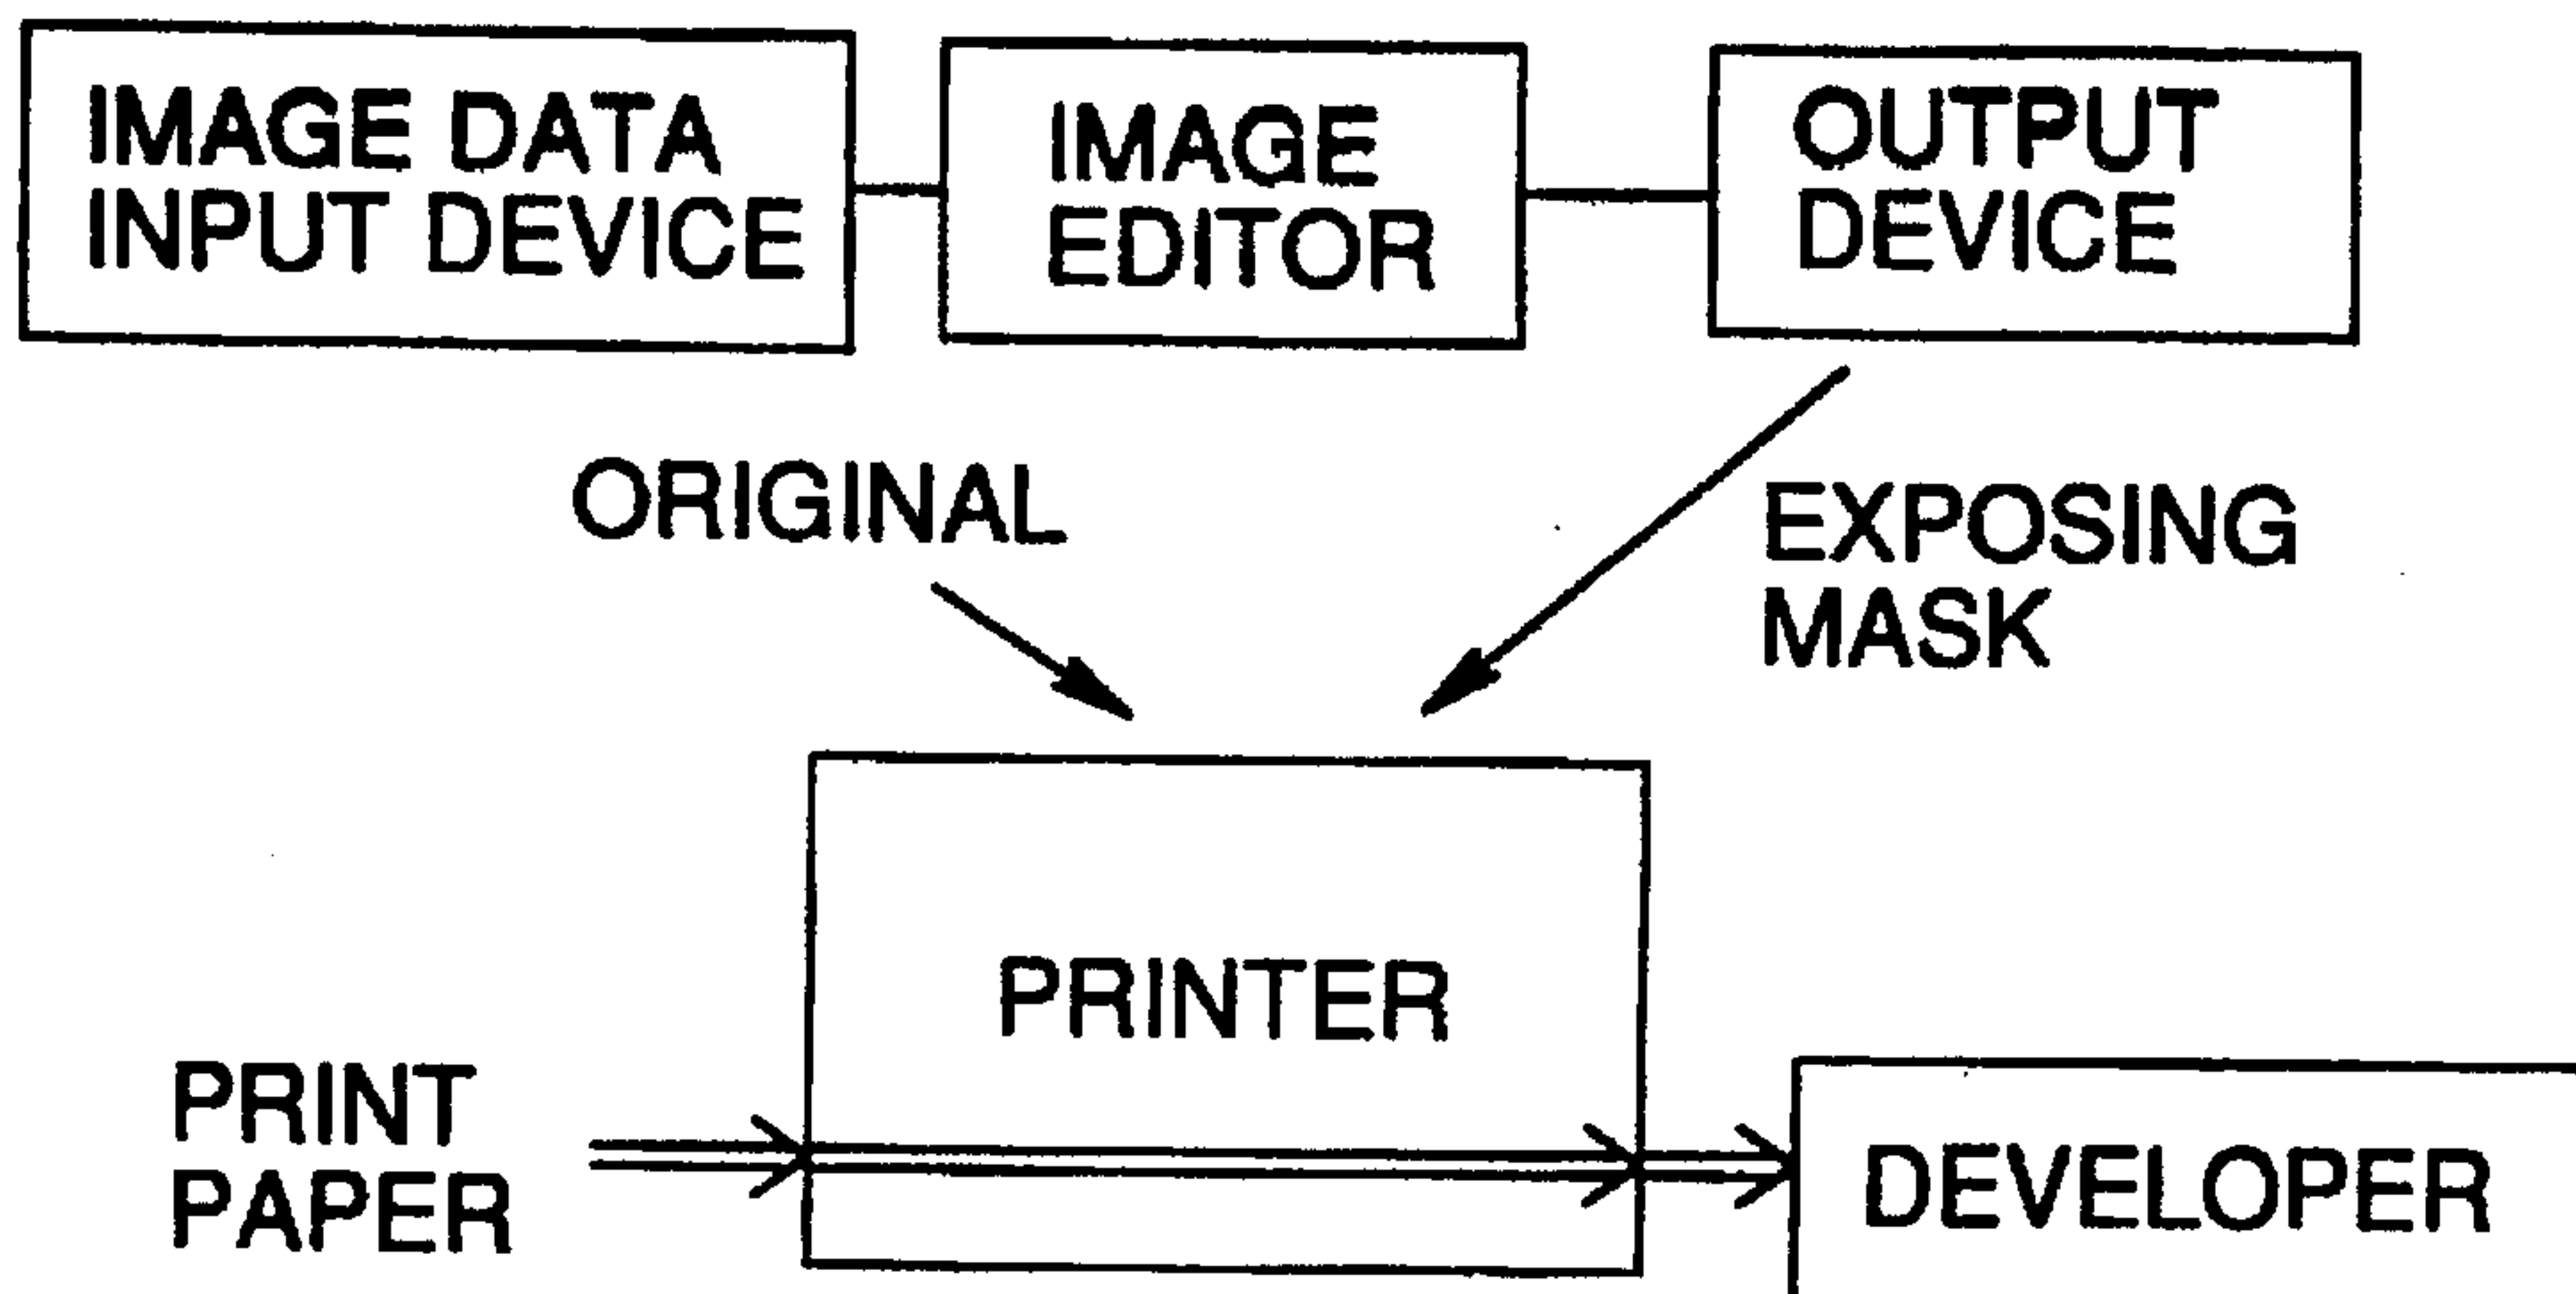 IMAGE DATA
INPUT DEVICE
IMAGE
EDITOR
OUTPUT
DEVICE
ORIGINAL
EXPOSING
MASK
PRINTER
PRINT
PAPER
DEVELOPER